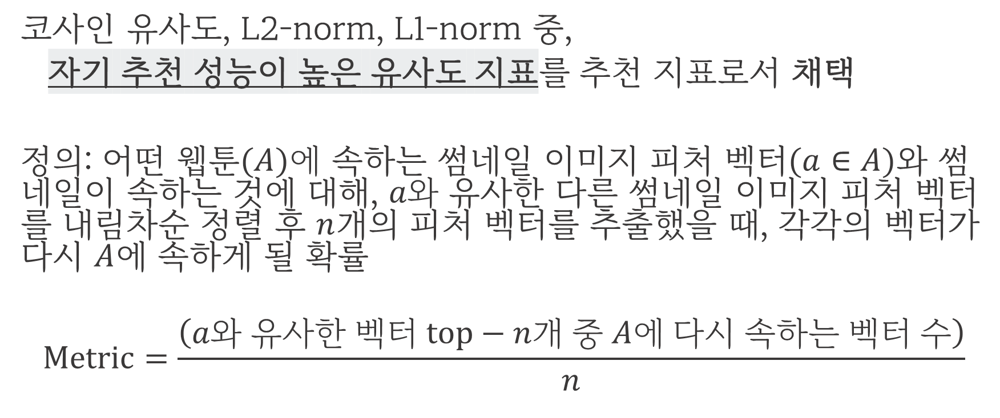 코사인 유사도, L2-norm, L1-norm 중,
자기 추천 성능이 높은 유사도 지표를 추천 지표로서 채택
정의: 어떤 웹툰(A)에 속하는 썸네일 이미지 피처 벡터(a ∈ A)와 썸
네일이 속하는 것에 대해, a와 유사한 다른 썸네일 이미지 피처 벡터
를 내림차순 정렬 후 n개의 피처 벡터를 추출했을 때, 각각의 벡터가
다시 A에 속하게 될 확률
(a와 유사한 벡터 top − n개 중 A에 다시 속하는 벡터 수)
Metric =
n